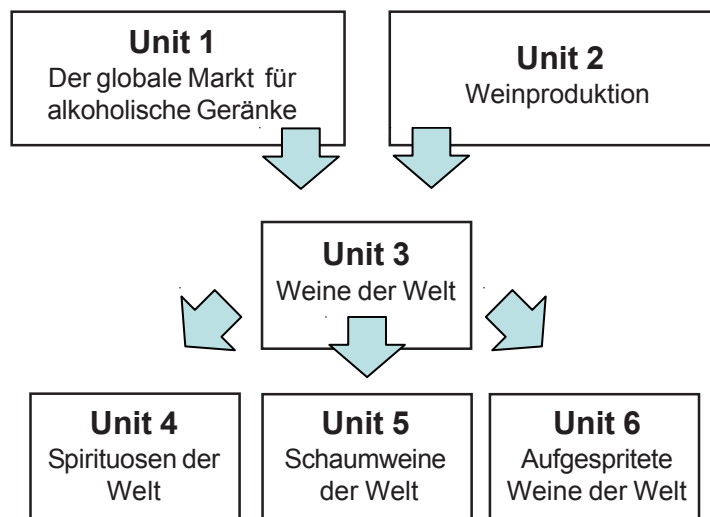 Unit 1
Der globale Markt für
alkoholische Geränke
Unit 2
Weinproduktion
Unit 3
Weine der Welt
Unit 4
Spirituosen der
Welt
Unit 5
Schaumweine
der Welt
Unit 6
Aufgespritete
Weine der Welt